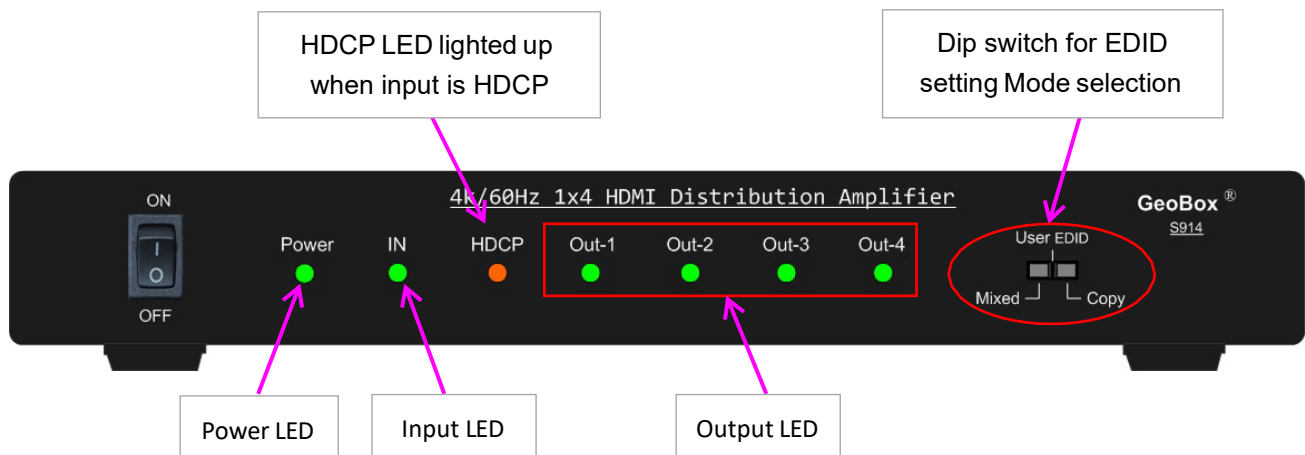 HDCP LED lighted up
when input is HDCP
Dip switch for EDID
setting Mode selection
4k/60Hz 1x4 HDMI Distribution Amplifier
GeoBox ®
S914
ON
OFF
Power
IN
HDCP
Out-1
Out-2
Out-3
Out-4
User EDID
Mixed
Copy
Power LED
Input LED
Output LED